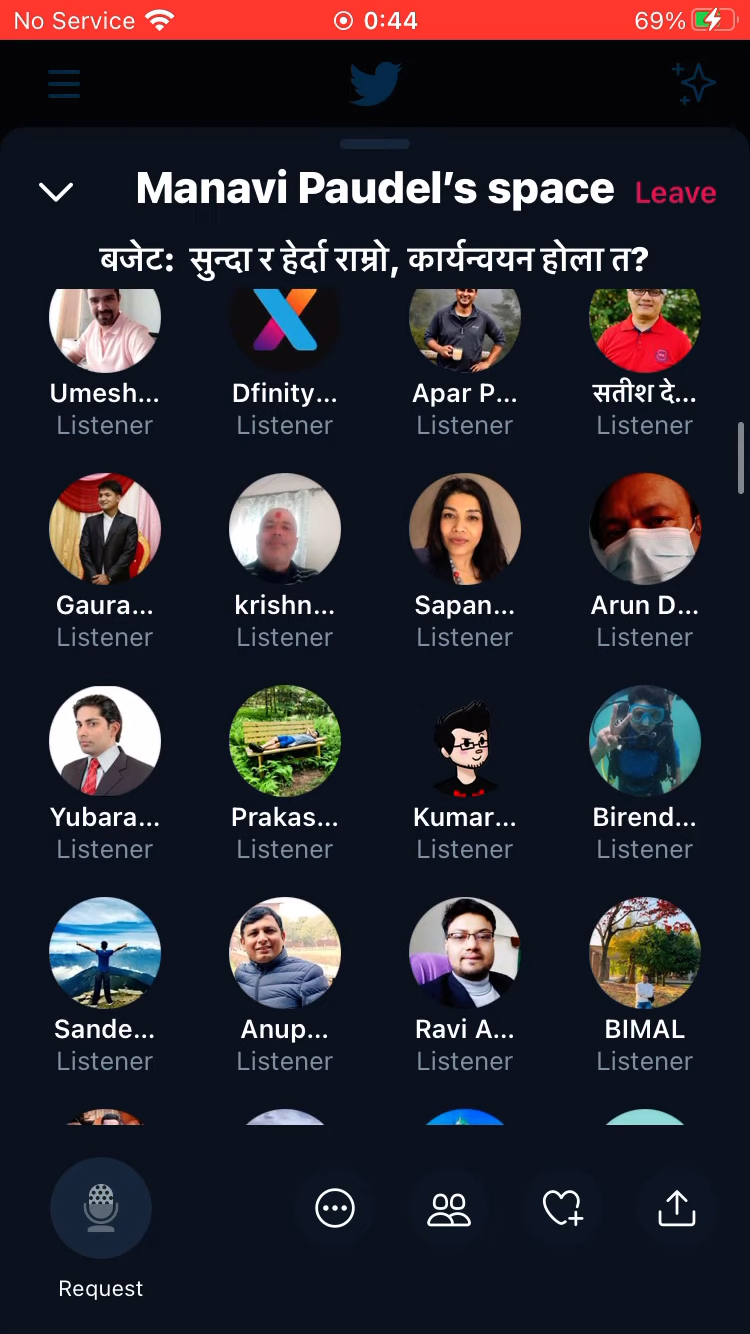 No Service 0:44 69%
Manavi Paudel's space Leave
बजेट: सुन्दा र हेर्दा राम्रो, कार्यन्वयन होला त?
Umesh... Dfinity... Apar P... सतीश दे...
Listener Listener Listener Listener
Gaura... krishn... Sapan... Arun D...
Listener Listener Listener Listener
Yubara... Prakas... Kumar... Birend...
Listener Listener Listener Listener
Sande... Anup... Ravi A... BIMAL
Listener Listener Listener Listener
Request